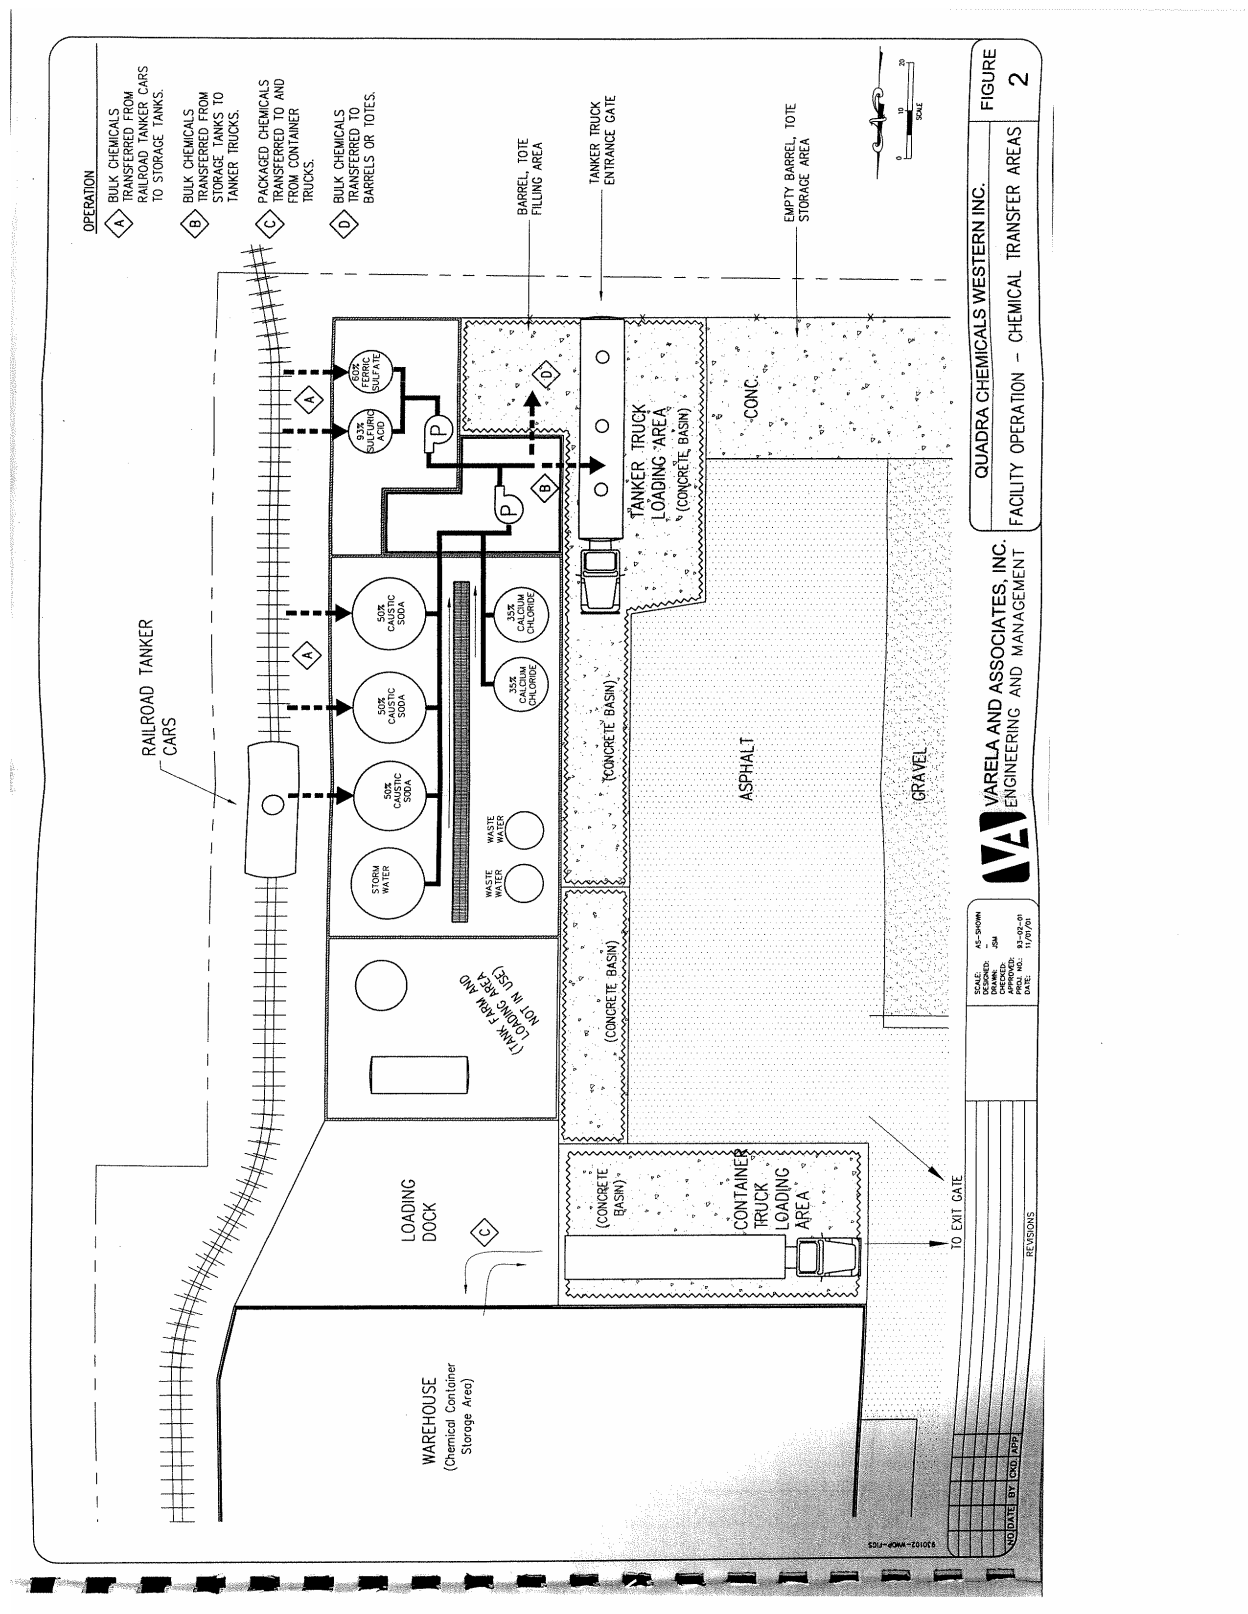 OPERATION
A
BULK CHEMICALS
TRANSFERRED FROM
RAILROAD TANKER CARS
TO STORAGE TANKS.
B
BULK CHEMICALS
TRANSFERRED FROM
STORAGE TANKS TO
TANKER TRUCKS.
C
PACKAGED CHEMICALS
TRANSFERRED TO AND
FROM CONTAINER
TRUCKS.
D
BULK CHEMICALS
TRANSFERRED TO
BARRELS OR TOTES.
BARREL, TOTE
FILLING AREA
TANKER TRUCK
ENTRANCE GATE
EMPTY BARREL, TOTE
STORAGE AREA
0 10 20
SCALE
RAILROAD TANKER
CARS
A
A
60%
FERRIC
SULFATE
93%
SULFURIC
ACID
P
P
D
B
50%
CAUSTIC
SODA
50%
CAUSTIC
SODA
50%
CAUSTIC
SODA
STORM
WATER
35%
CALCIUM
CHLORIDE
35%
CALCIUM
CHLORIDE
WASTE
WATER
WASTE
WATER
TANKER TRUCK
LOADING AREA
(CONCRETE BASIN)
CONC.
(CONCRETE BASIN)
ASPHALT
GRAVEL
(CONCRETE BASIN)
(TANK FARM AND
LOADING AREA
NOT IN USE)
LOADING
DOCK
C
(CONCRETE
BASIN)
CONTAINER
TRUCK
LOADING
AREA
TO EXIT GATE
WAREHOUSE
(Chemical Container
Storage Area)
930102-WWOP-FIGS
NO DATE BY CKD. APP.
REVISIONS
SCALE: AS-SHOWN
DESIGNED: -
DRAWN: JSM
CHECKED:
APPROVED:
PROJ. NO.: 93-02-01
DATE: 11/01/01
VA
VARELA AND ASSOCIATES, INC.
ENGINEERING AND MANAGEMENT
QUADRA CHEMICALS WESTERN INC.
FACILITY OPERATION - CHEMICAL TRANSFER AREAS
FIGURE
2